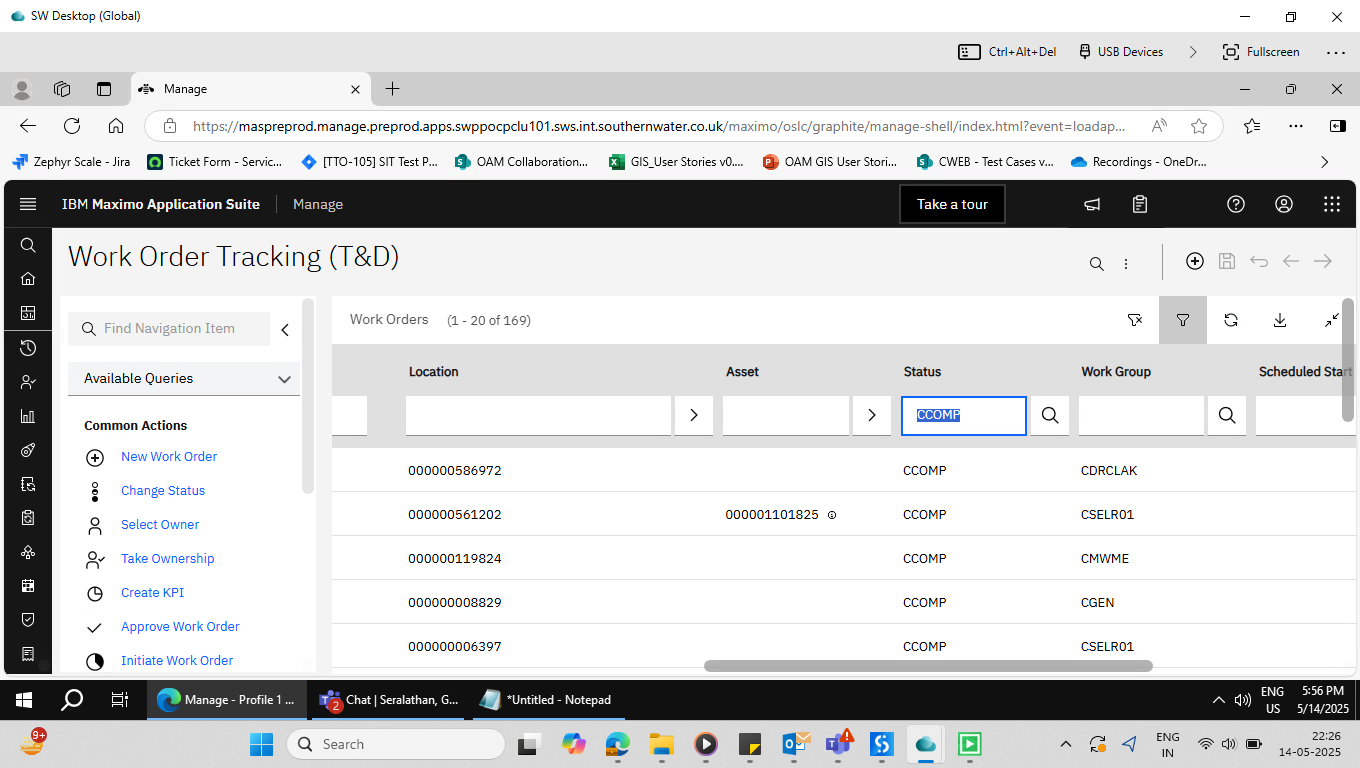 SW Desktop (Global)
Ctrl+Alt+Del USB Devices Fullscreen
Manage
https://maspreprod.manage.preprod.apps.swppocpclu101.sws.int.southernwater.co.uk/maximo/oslc/graphite/manage-shell/index.html?event=loadap...
Zephyr Scale - Jira Ticket Form - Servic... [TTO-105] SIT Test P... OAM Collaboration... GIS_User Stories v0.... OAM GIS User Stori... CWEB - Test Cases v... Recordings - OneDr...
IBM Maximo Application Suite Manage Take a tour
Work Order Tracking (T&D)
Find Navigation Item
Available Queries
Common Actions
New Work Order
Change Status
Select Owner
Take Ownership
Create KPI
Approve Work Order
Initiate Work Order
Work Orders (1 - 20 of 169)
Location Asset Status Work Group Scheduled Start
CCOMP
000000586972 CCOMP CDRCLAK
000000561202 000001101825 CCOMP CSELR01
000000119824 CCOMP CMWME
000000008829 CCOMP CGEN
000000006397 CCOMP CSELR01
Manage - Profile 1 ... 2 Chat | Seralathan, G... *Untitled - Notepad
ENG
US
5:56 PM
5/14/2025
9+
Search
ENG
IN
22:26
14-05-2025